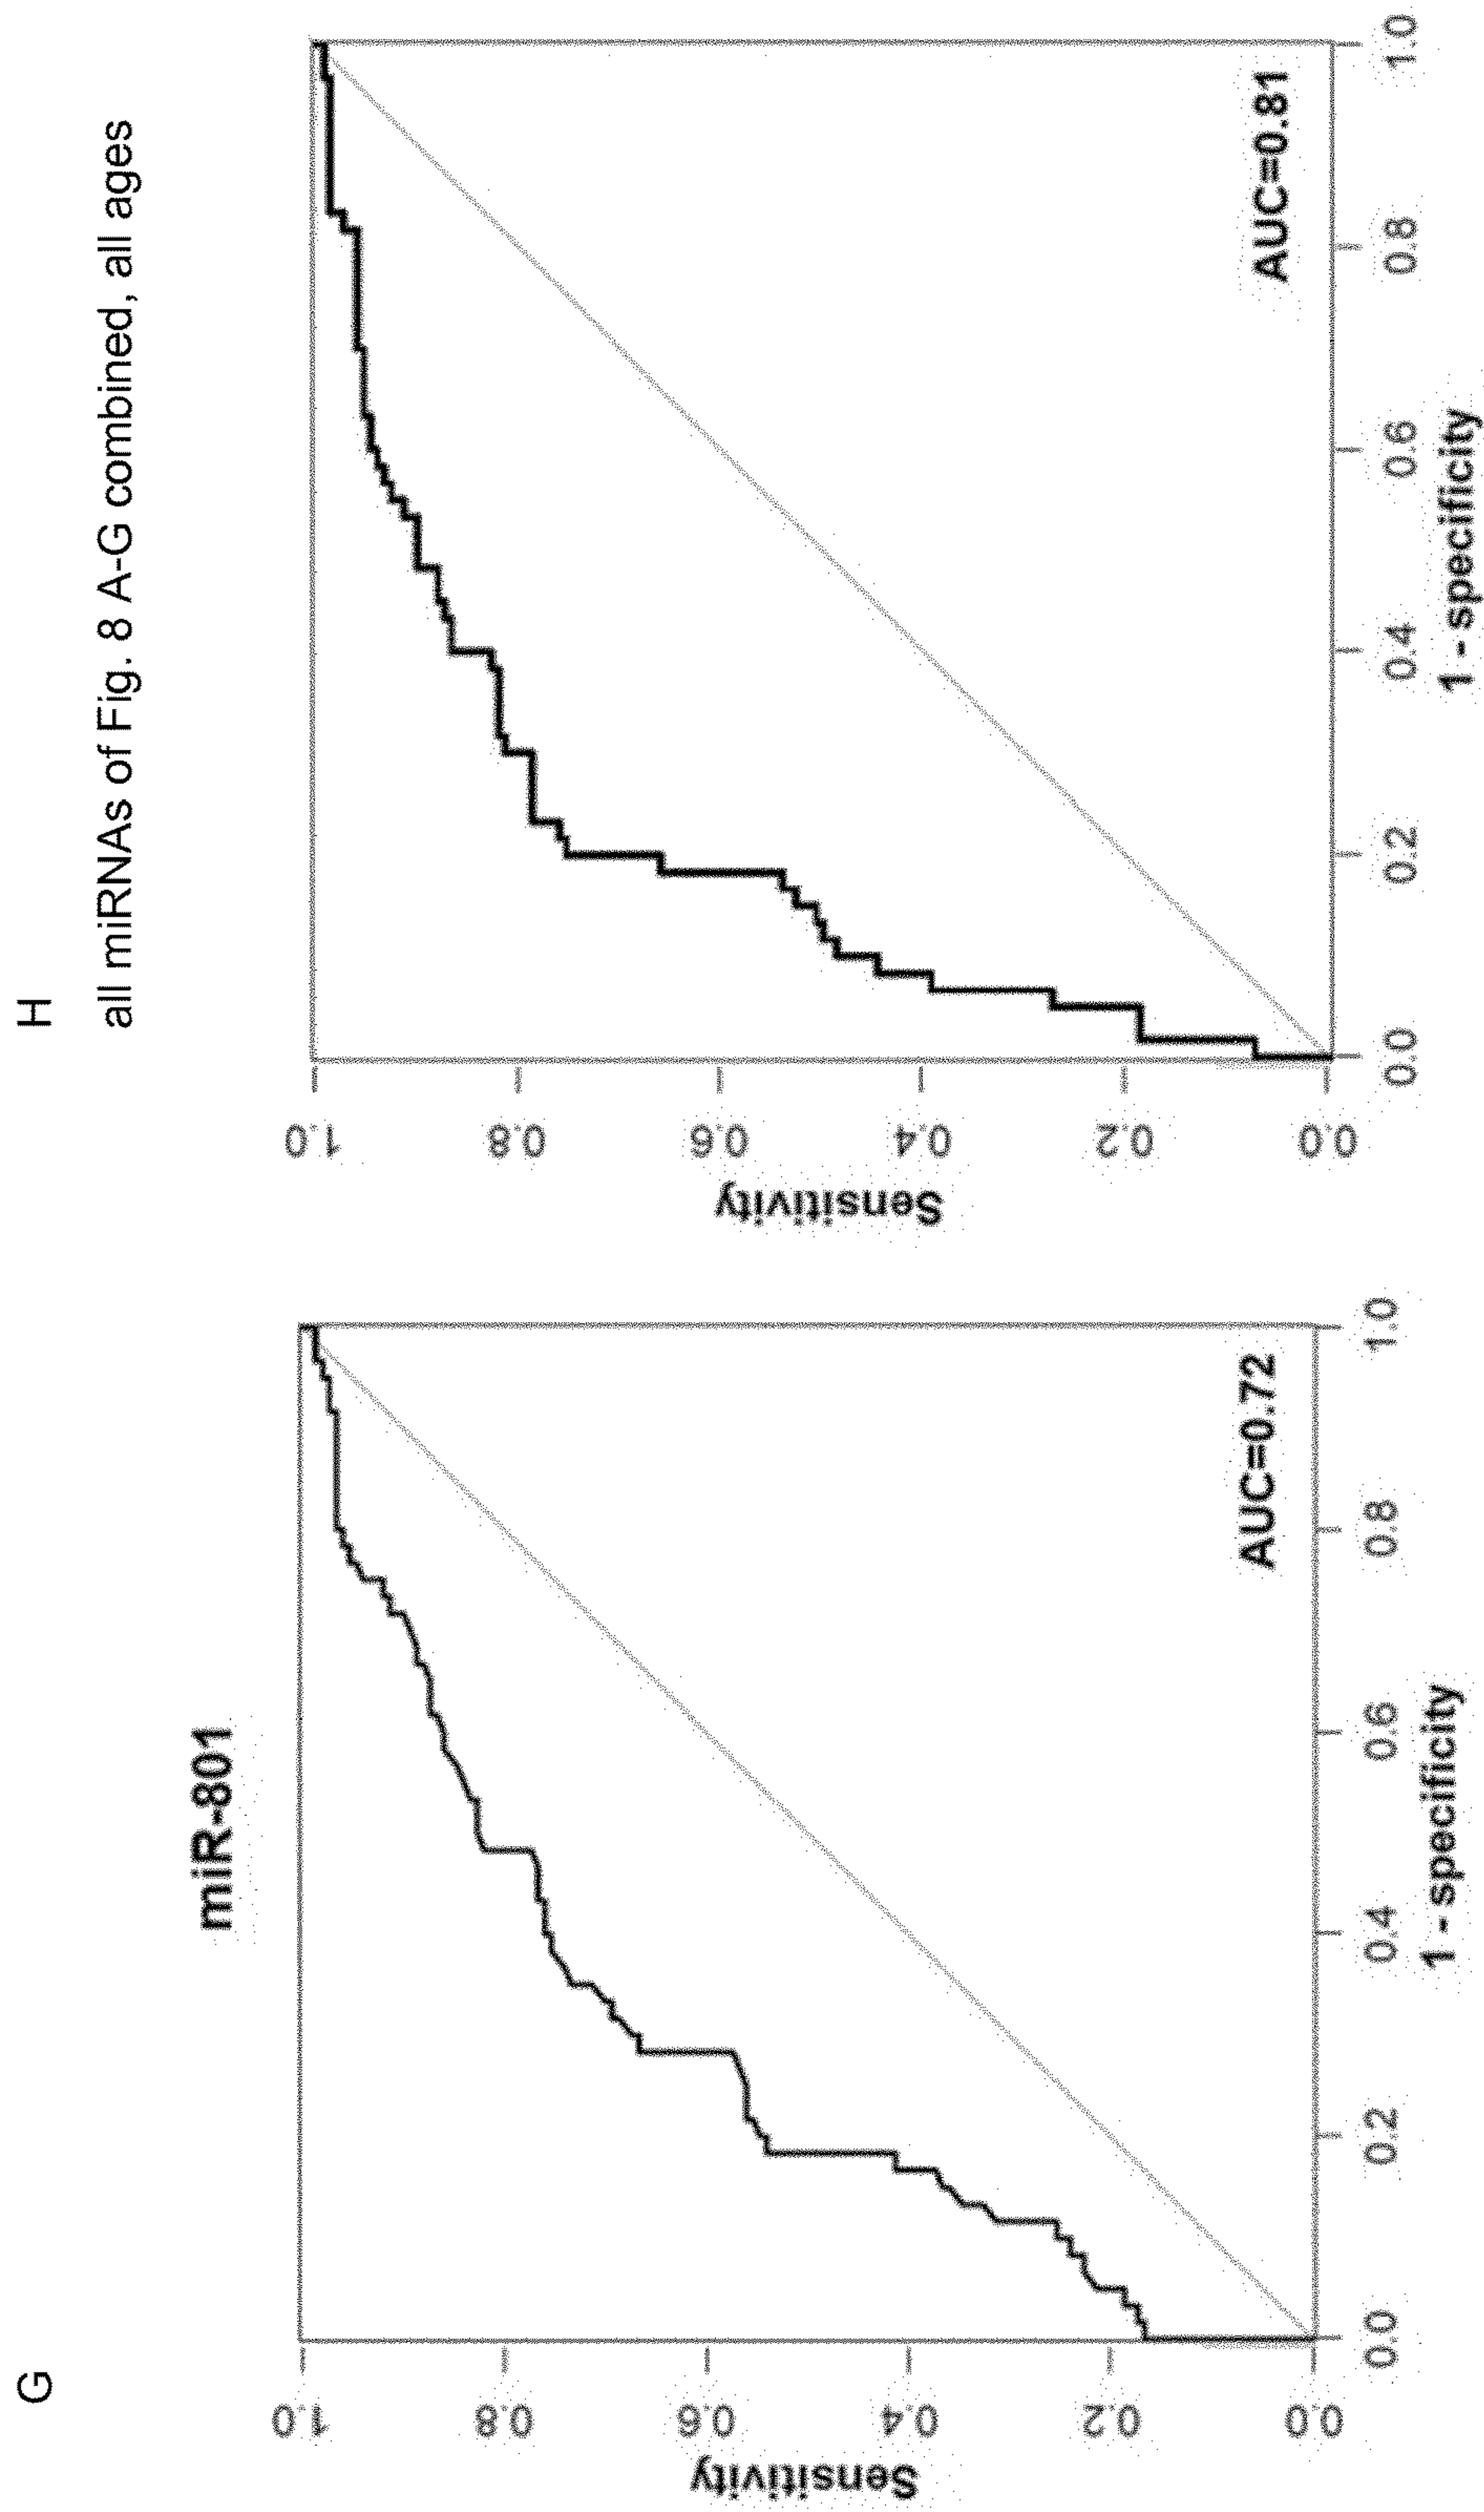 G
miR-801
Sensitivity
1.0
0.8
0.6
0.4
0.2
0.0
AUC=0.72
0.0 0.2 0.4 0.6 0.8 1.0
1 - specificity
H
all miRNAs of Fig. 8 A-G combined, all ages
Sensitivity
1.0
0.8
0.6
0.4
0.2
0.0
AUC=0.81
0.0 0.2 0.4 0.6 0.8 1.0
1 - specificity